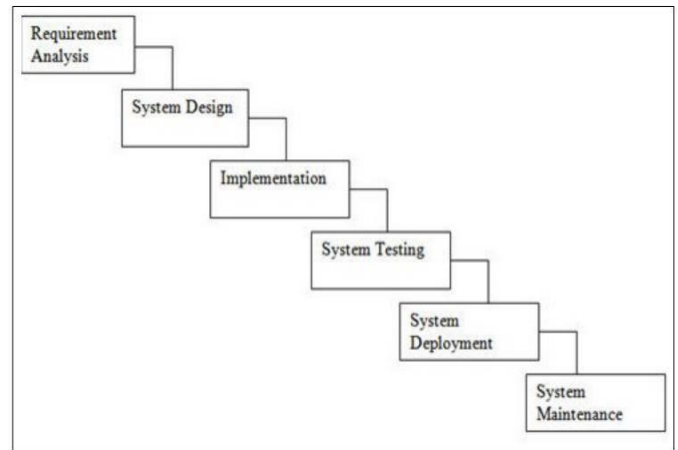 Requirement
Analysis
System Design
Implementation
System Testing
System
Deployment
System
Maintenance